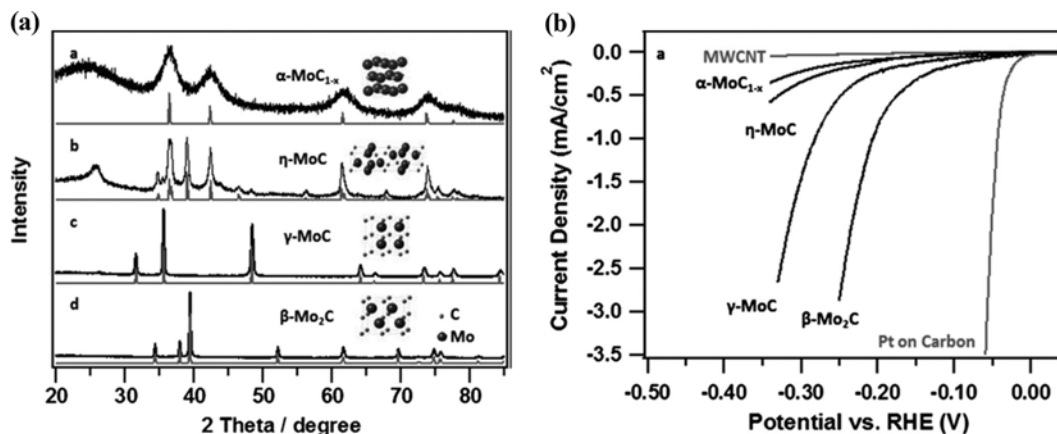 (a)
a
α-MoC1-x
b
η-MoC
c
γ-MoC
d
β-Mo2C
C
Mo
Intensity
20 30 40 50 60 70 80
2 Theta / degree
(b)
a
MWCNT
α-MoC1-x
η-MoC
γ-MoC
β-Mo2C
Pt on Carbon
0.0
-0.5
-1.0
-1.5
-2.0
-2.5
-3.0
-3.5
Current Density (mA/cm2)
-0.50 -0.40 -0.30 -0.20 -0.10 0.00
Potential vs. RHE (V)